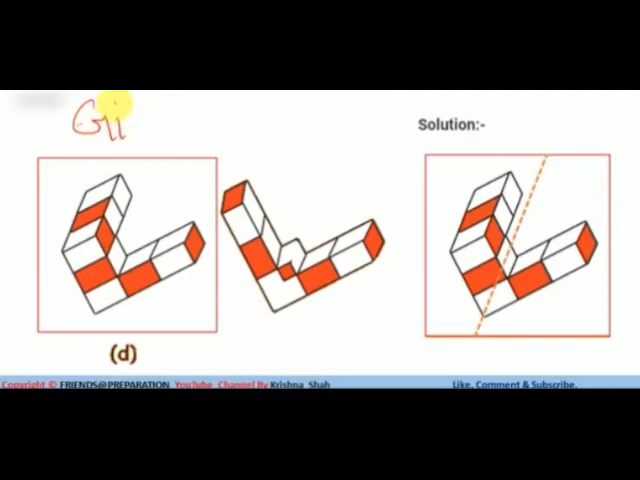 Solution:-
(d)
Copyright © FRIENDS@PREPARATION YouTube Channel By Krishna Shah
Like, Comment & Subscribe.